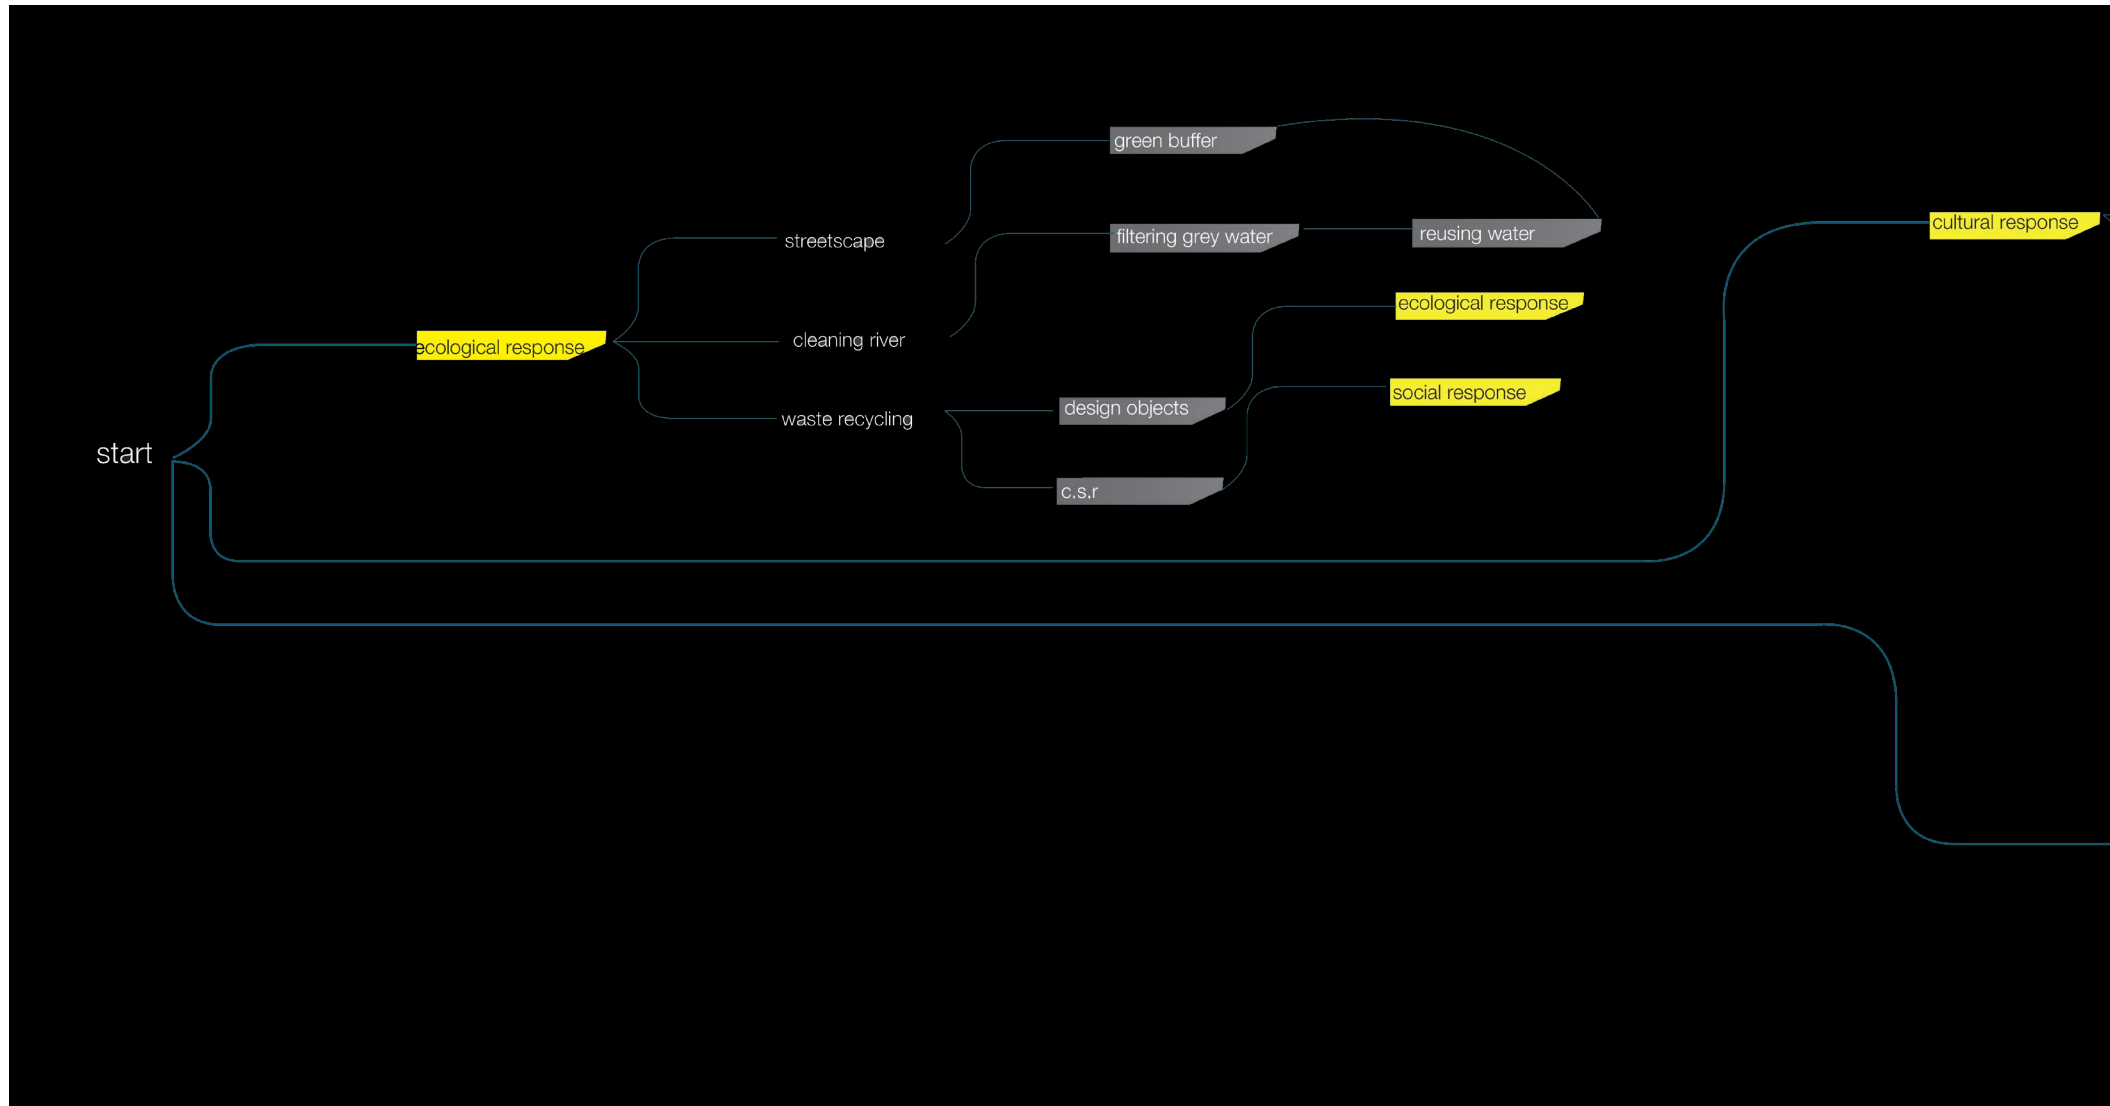 start
ecological response
streetscape
cleaning river
waste recycling
green buffer
filtering grey water
reusing water
design objects
c.s.r
ecological response
social response
cultural response